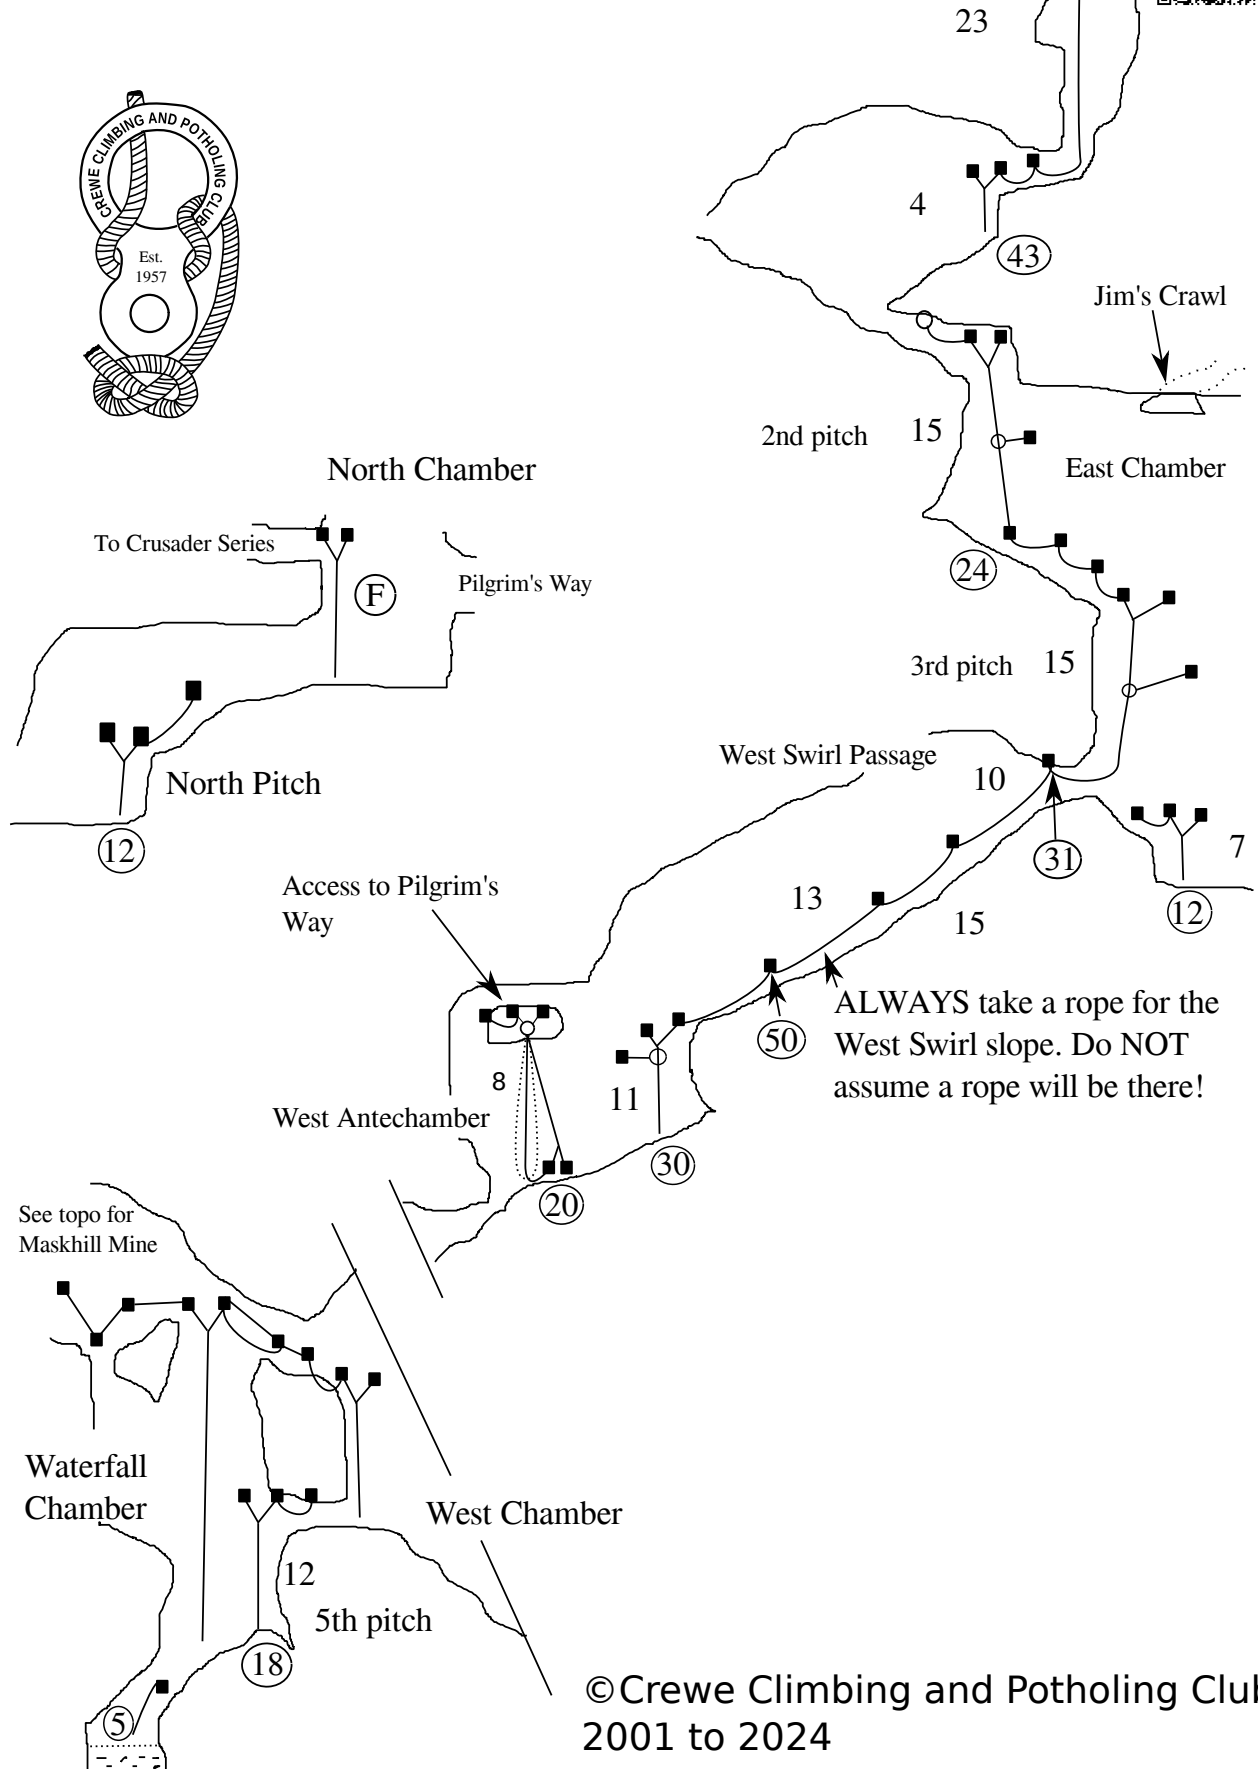 23
CREWE CLIMBING AND POTHOLING CLUB
Est.
1957
4
43
Jim's Crawl
2nd pitch
15
East Chamber
North Chamber
To Crusader Series
Pilgrim's Way
F
24
3rd pitch
15
West Swirl Passage
10
North Pitch
12
31
7
12
Access to Pilgrim's
Way
13
15
ALWAYS take a rope for the
West Swirl slope. Do NOT
assume a rope will be there!
50
8
11
West Antechamber
30
20
See topo for
Maskhill Mine
Waterfall
Chamber
West Chamber
12
5th pitch
18
5
©Crewe Climbing and Potholing Club
2001 to 2024